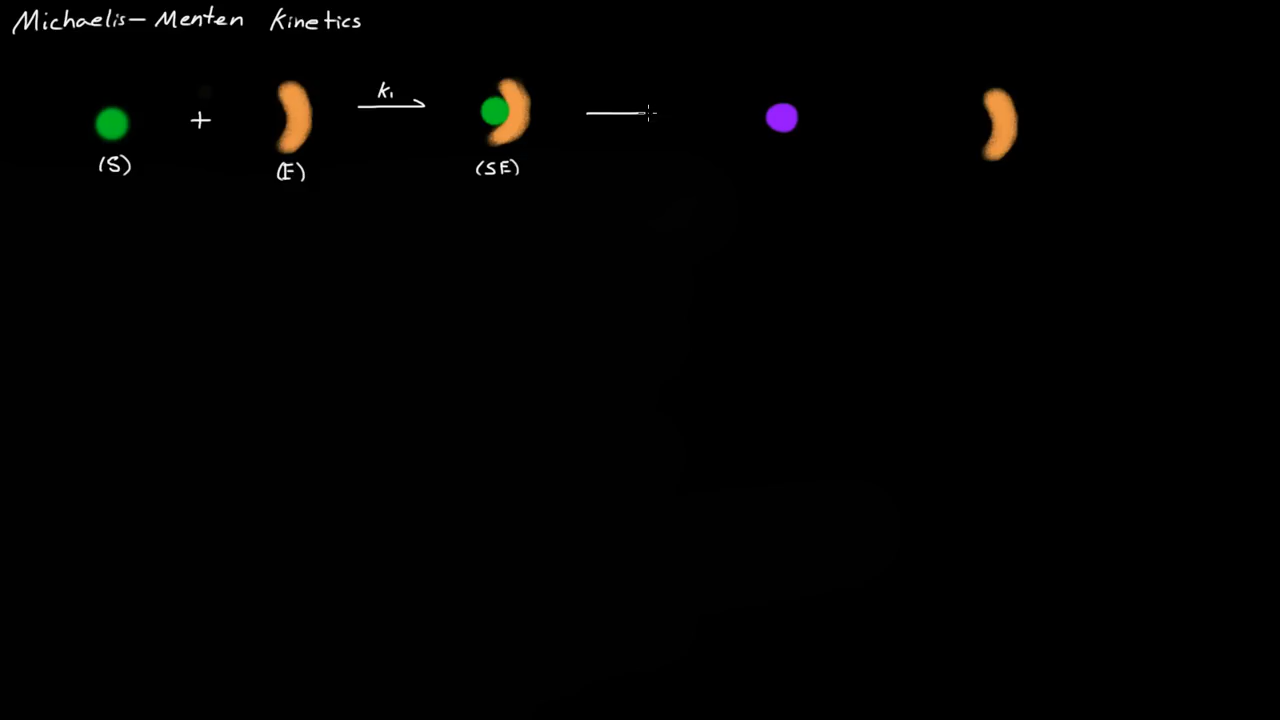 Michaelis-Menten Kinetics
k₁
+
(S) (E) (SE)